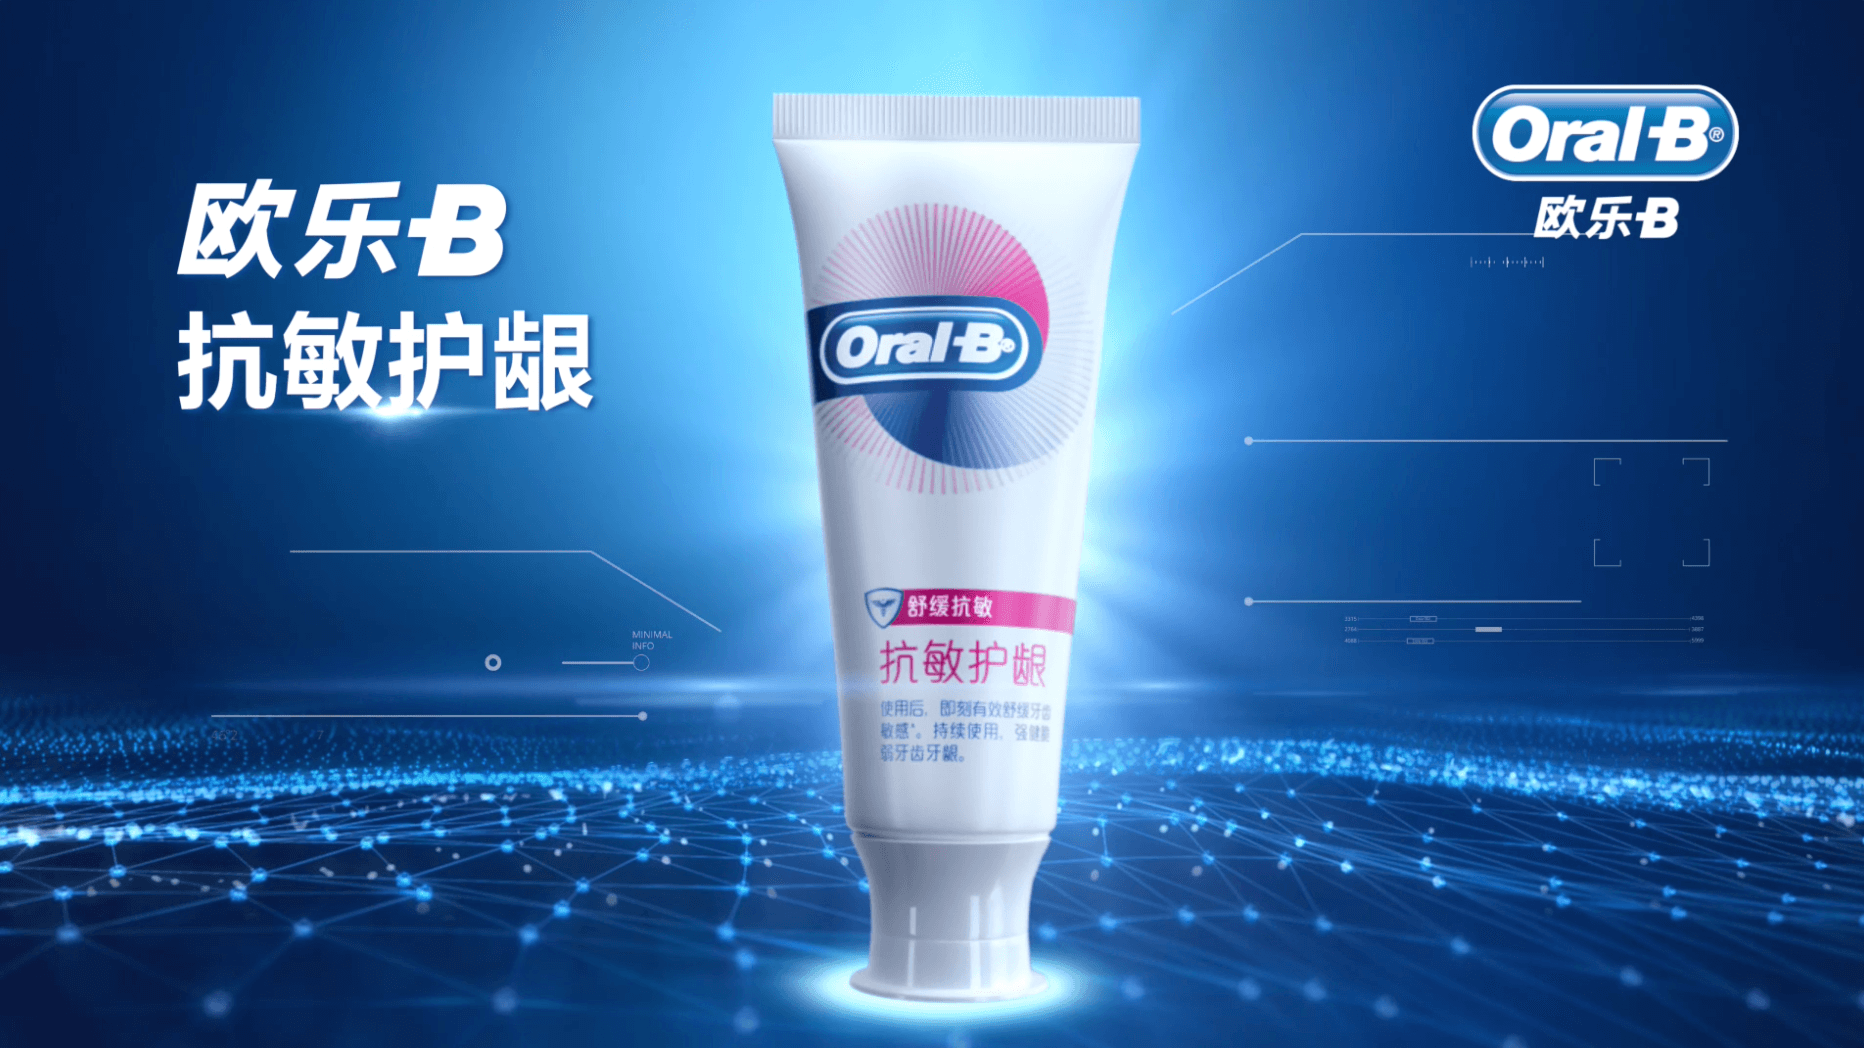 欧乐-B
抗敏护龈
Oral-B®
欧乐-B
Oral-B®
舒缓抗敏
抗敏护龈
使用后，即刻有效舒缓牙齿
敏感*。持续使用，强健脆
弱牙齿牙龈。
MINIMAL
INFO